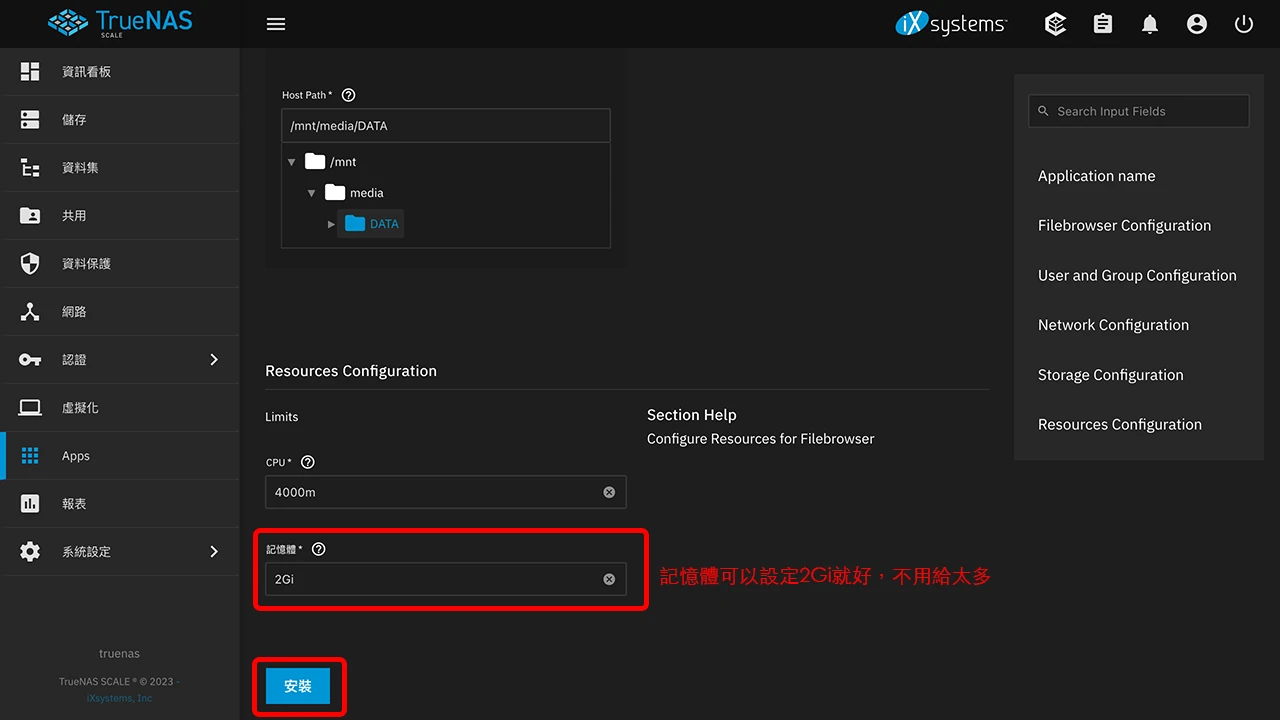 TrueNAS
SCALE
iXsystems
資訊看板
儲存
資料集
共用
資料保護
網路
認證
虛擬化
Apps
報表
系統設定
truenas
TrueNAS SCALE ® © 2023 -
iXsystems, Inc
Host Path *
/mnt/media/DATA
/mnt
media
DATA
Resources Configuration
Limits
CPU *
4000m
記憶體 *
2Gi
記憶體可以設定2Gi就好，不用給太多
安裝
Section Help
Configure Resources for Filebrowser
Search Input Fields
Application name
Filebrowser Configuration
User and Group Configuration
Network Configuration
Storage Configuration
Resources Configuration